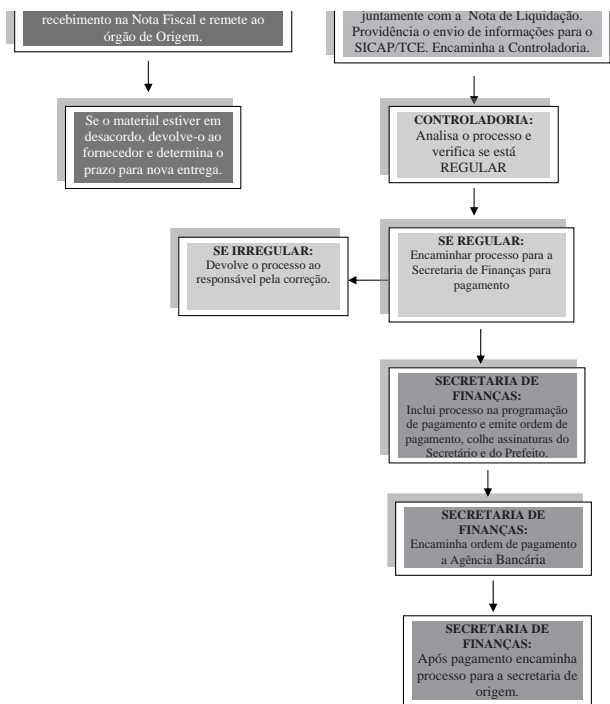 recebimento na Nota Fiscal e remete ao
órgão de Origem.
Se o material estiver em
desacordo, devolve-o ao
fornecedor e determina o
prazo para nova entrega.
juntamente com a Nota de Liquidação.
Providência o envio de informações para o
SICAP/TCE. Encaminha a Controladoria.
CONTROLADORIA:
Analisa o processo e
verifica se está
REGULAR
SE IRREGULAR:
Devolve o processo ao
responsável pela correção.
SE REGULAR:
Encaminhar processo para a
Secretaria de Finanças para
pagamento
SECRETARIA DE
FINANÇAS:
Inclui processo na programação
de pagamento e emite ordem de
pagamento, colhe assinaturas do
Secretário e do Prefeito.
SECRETARIA DE
FINANÇAS:
Encaminha ordem de pagamento
a Agência Bancária
SECRETARIA DE
FINANÇAS:
Após pagamento encaminha
processo para a secretaria de
origem.